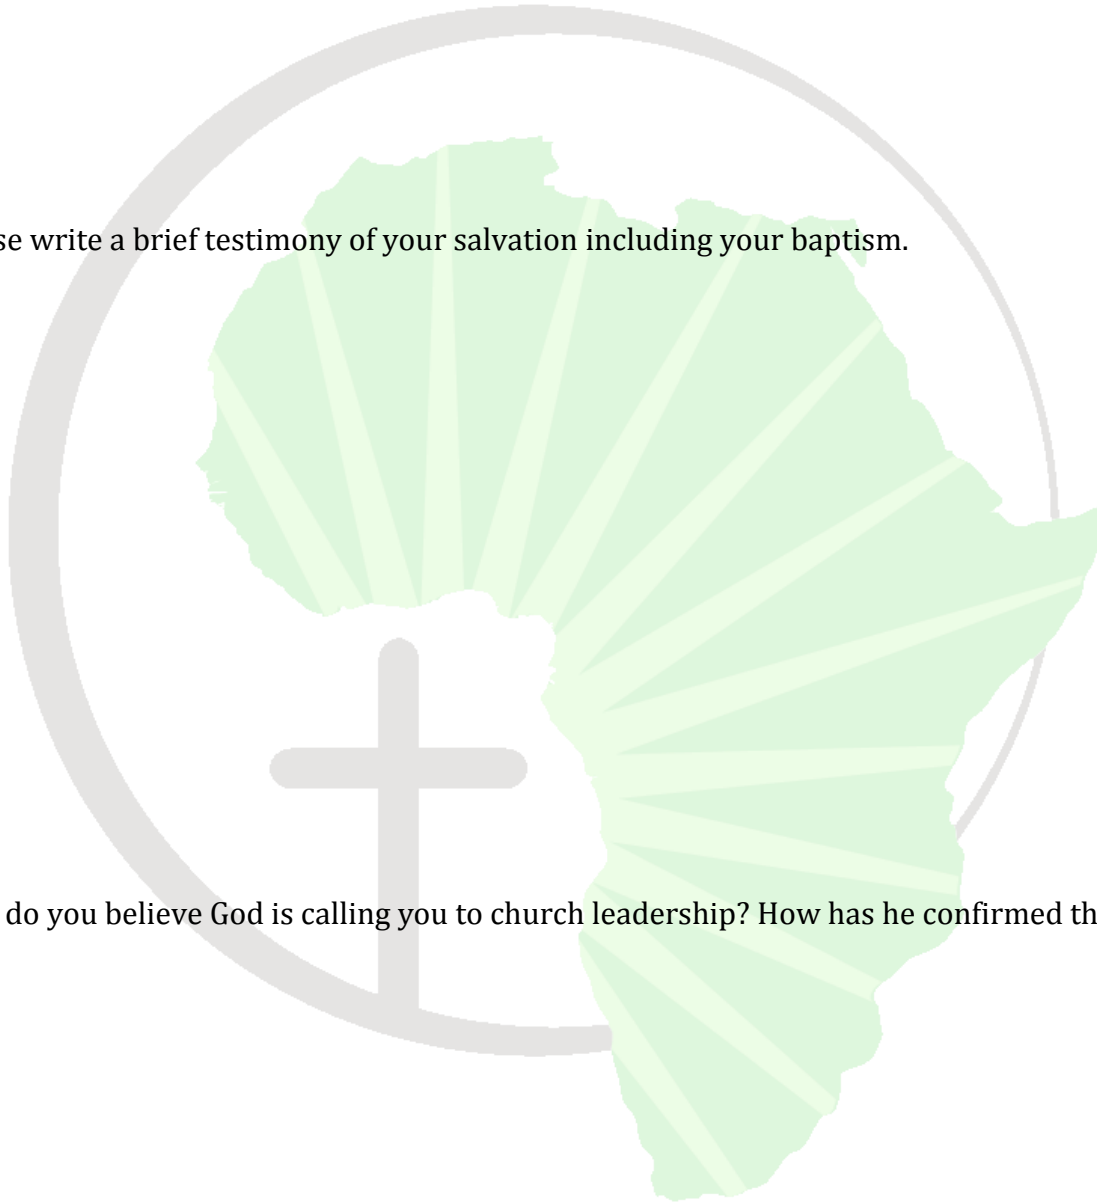 se write a brief testimony of your salvation including your baptism.
do you believe God is calling you to church leadership? How has he confirmed th